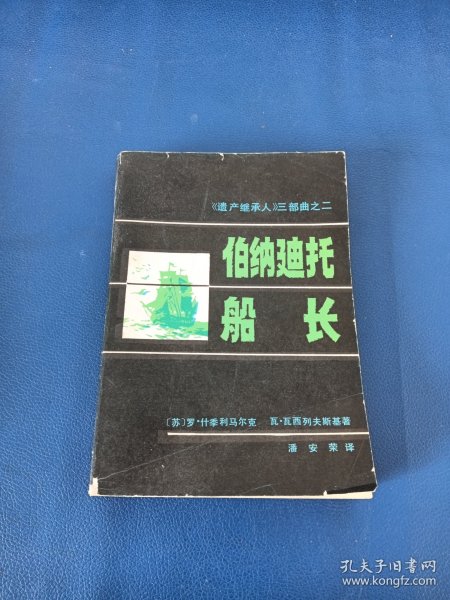 《遗产继承人》三部曲之二
伯纳廸托
船长
〔苏〕罗·什季利马尔克 瓦·瓦西列夫斯基著
潘安荣译
孔夫子旧书网
www.kongfz.com